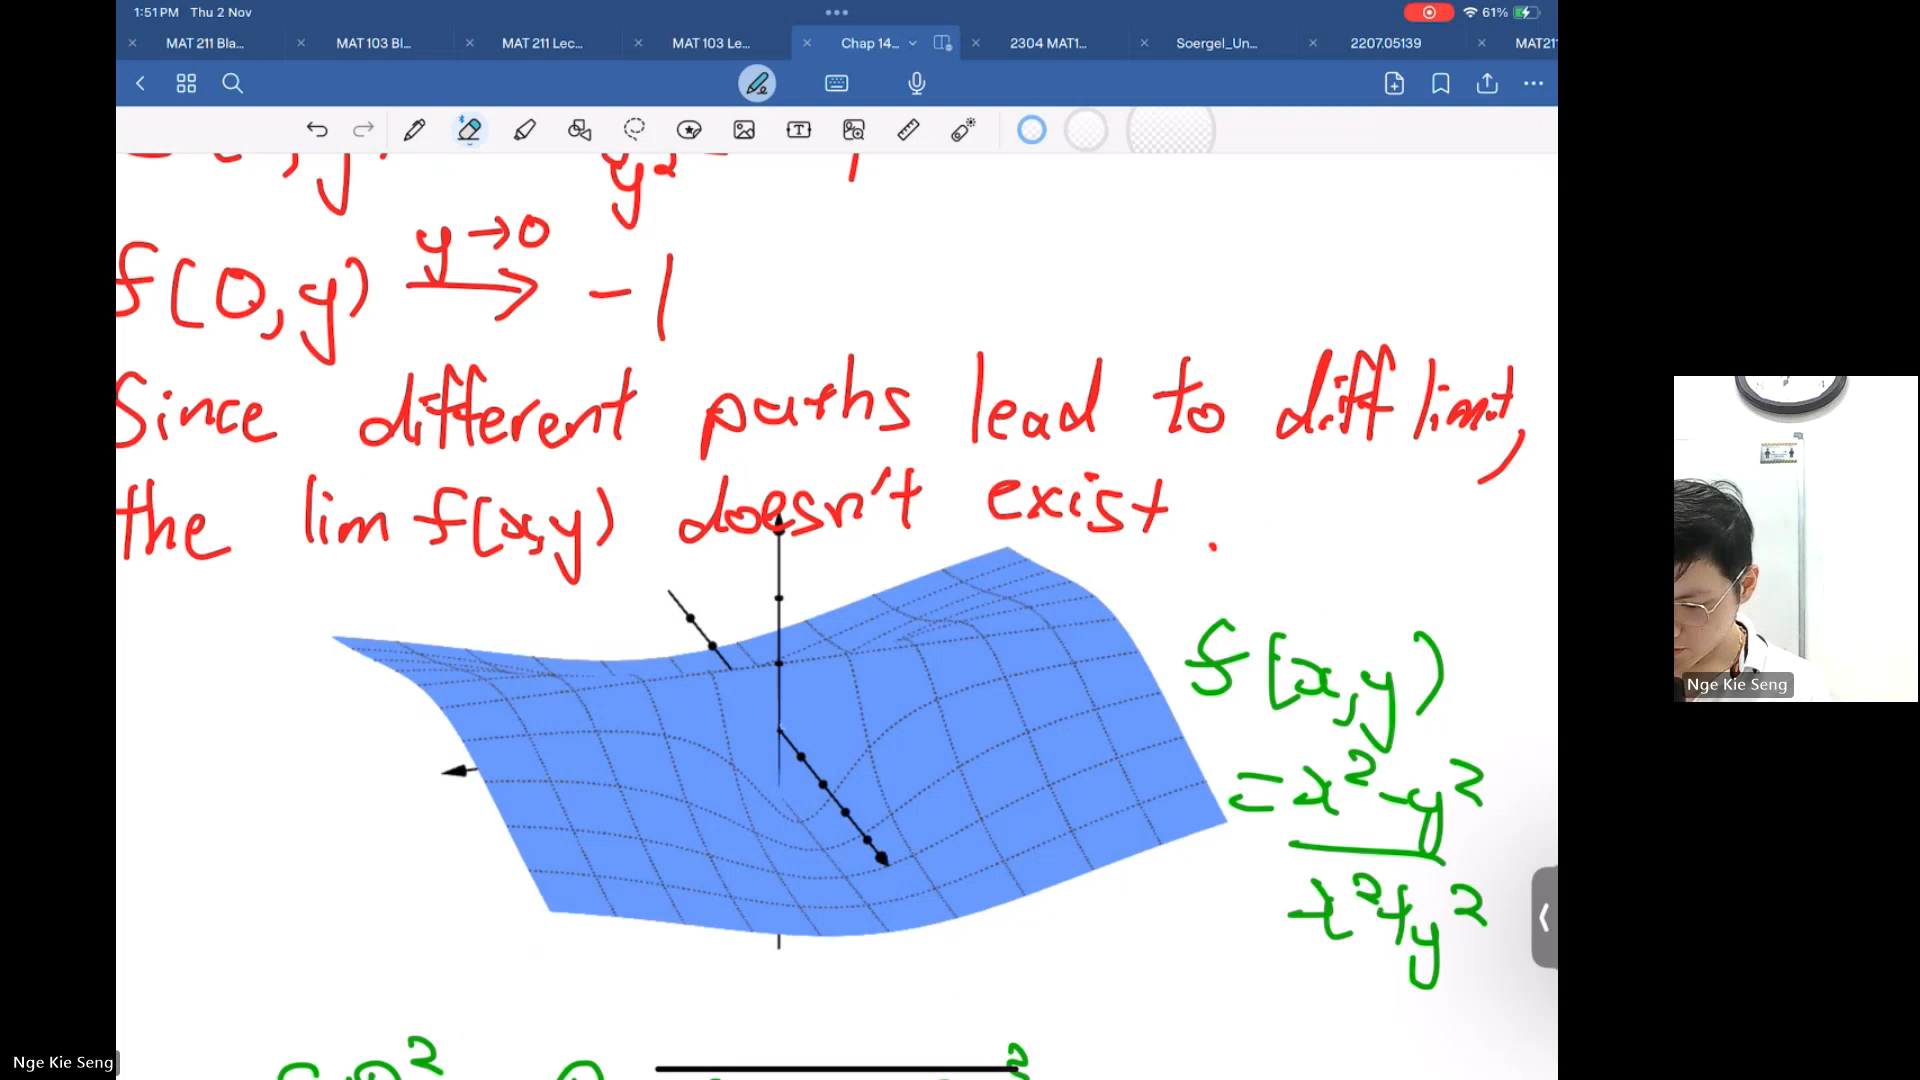 1:51 PM Thu 2 Nov
61%
MAT 211 Bla...
MAT 103 Bl...
MAT 211 Lec...
MAT 103 Le...
Chap 14...
2304 MAT1...
Soergel_Un...
2207.05139
MAT21
f(0,y) y→0 → -1
Since different paths lead to diff limit,
the lim f(x,y) doesn't exist.
f(x,y)
= x²-y²
x²+y²
Nge Kie Seng
Nge Kie Seng